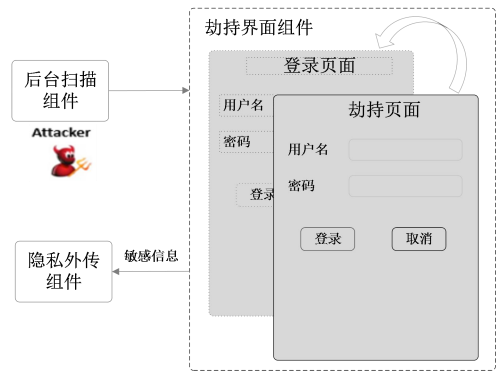 劫持界面组件
后台扫描
组件
Attacker
登录页面
用户名
密码
登录
劫持页面
用户名
密码
登录
取消
敏感信息
隐私外传
组件